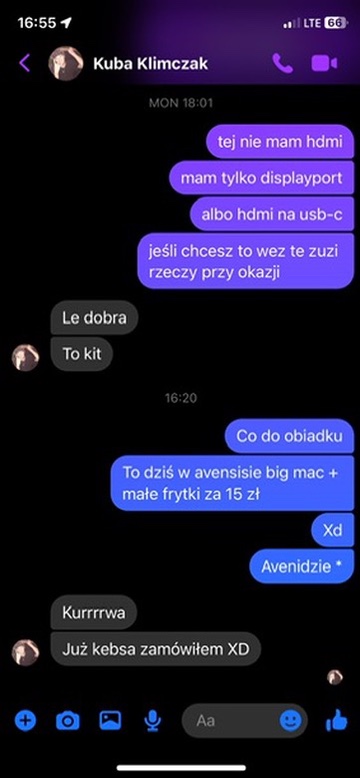 16:55
LTE 66
Kuba Klimczak
MON 18:01
tej nie mam hdmi
mam tylko displayport
albo hdmi na usb-c
jeśli chcesz to wez te zuzi
rzeczy przy okazji
Le dobra
To kit
16:20
Co do obiadku
To dziś w avensisie big mac +
małe frytki za 15 zł
Xd
Avenidzie *
Kurrrrwa
Już kebsa zamówiłem XD
Aa